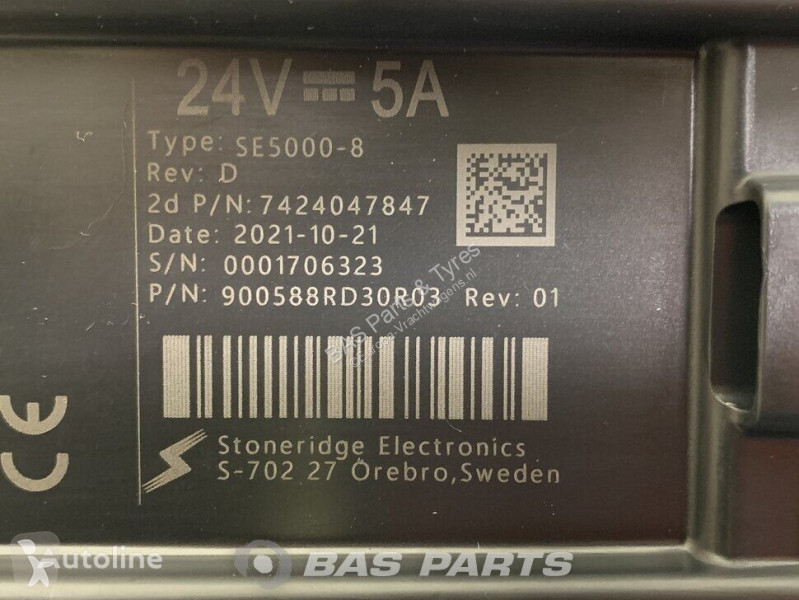 24V ⎓ 5A
Type: SE5000-8
Rev: D
2d P/N: 7424047847
Date: 2021-10-21
S/N: 0001706323
P/N: 900588RD30R03 Rev: 01
CE
Stoneridge Electronics
S-702 27 Örebro, Sweden
BAS Parts & Tyres
Autoline
BAS PARTS